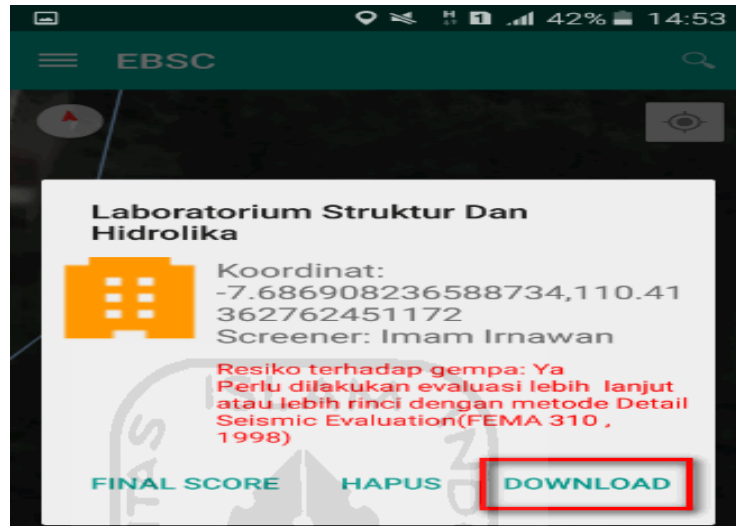 42% 14:53
EBSC
Laboratorium Struktur Dan
Hidrolika
Koordinat:
-7.686908236588734,110.41
362762451172
Screener: Imam Irnawan
Resiko terhadap gempa: Ya
Perlu dilakukan evaluasi lebih lanjut
atau lebih rinci dengan metode Detail
Seismic Evaluation(FEMA 310 ,
1998)
ISLAM
FINAL SCORE HAPUS DOWNLOAD